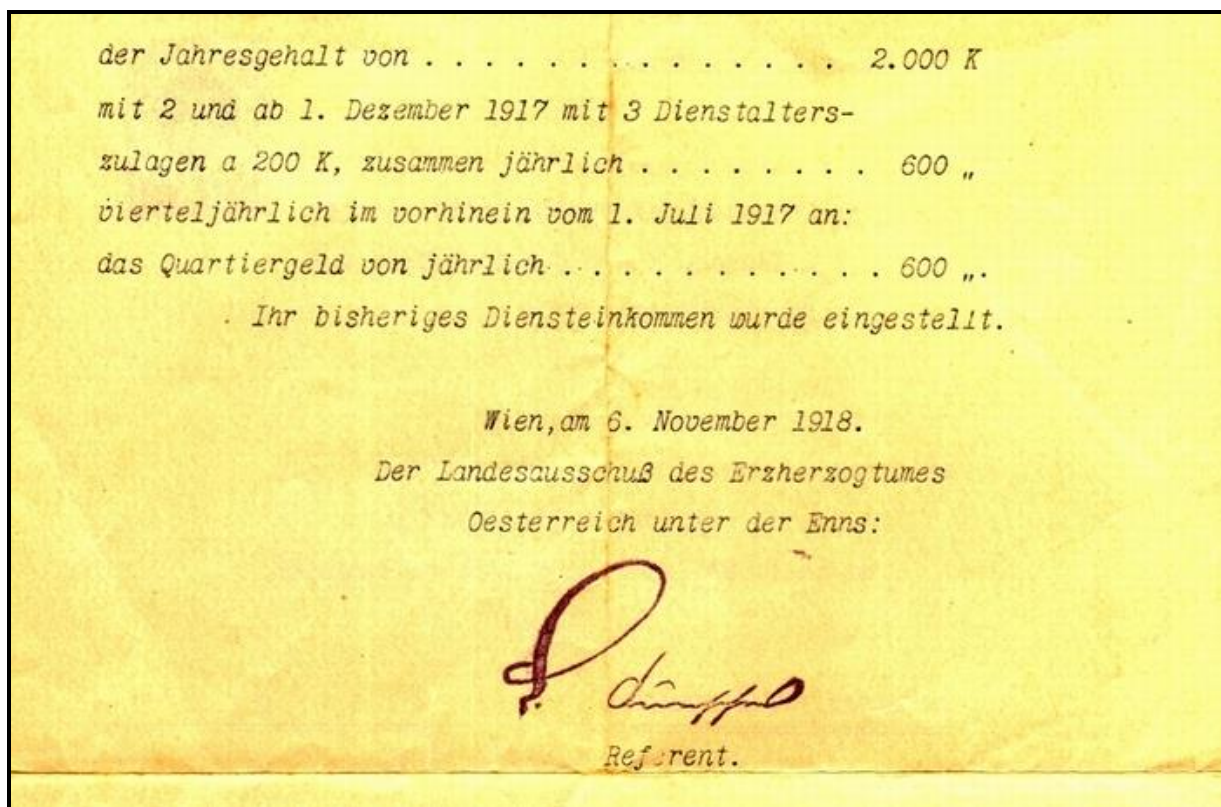 der Jahresgehalt von . . . . . . . . . . . . . . . . 2.000 K
mit 2 und ab 1. Dezember 1917 mit 3 Dienstalters-
zulagen a 200 K, zusammen jährlich . . . . . . . . 600 „
vierteljährlich im vorhinein vom 1. Juli 1917 an:
das Quartiergeld von jährlich . . . . . . . . . . . . 600 „.
Ihr bisheriges Diensteinkommen wurde eingestellt.
Wien,am 6. November 1918.
Der Landesausschuß des Erzherzogtumes
Oesterreich unter der Enns:
Referent.